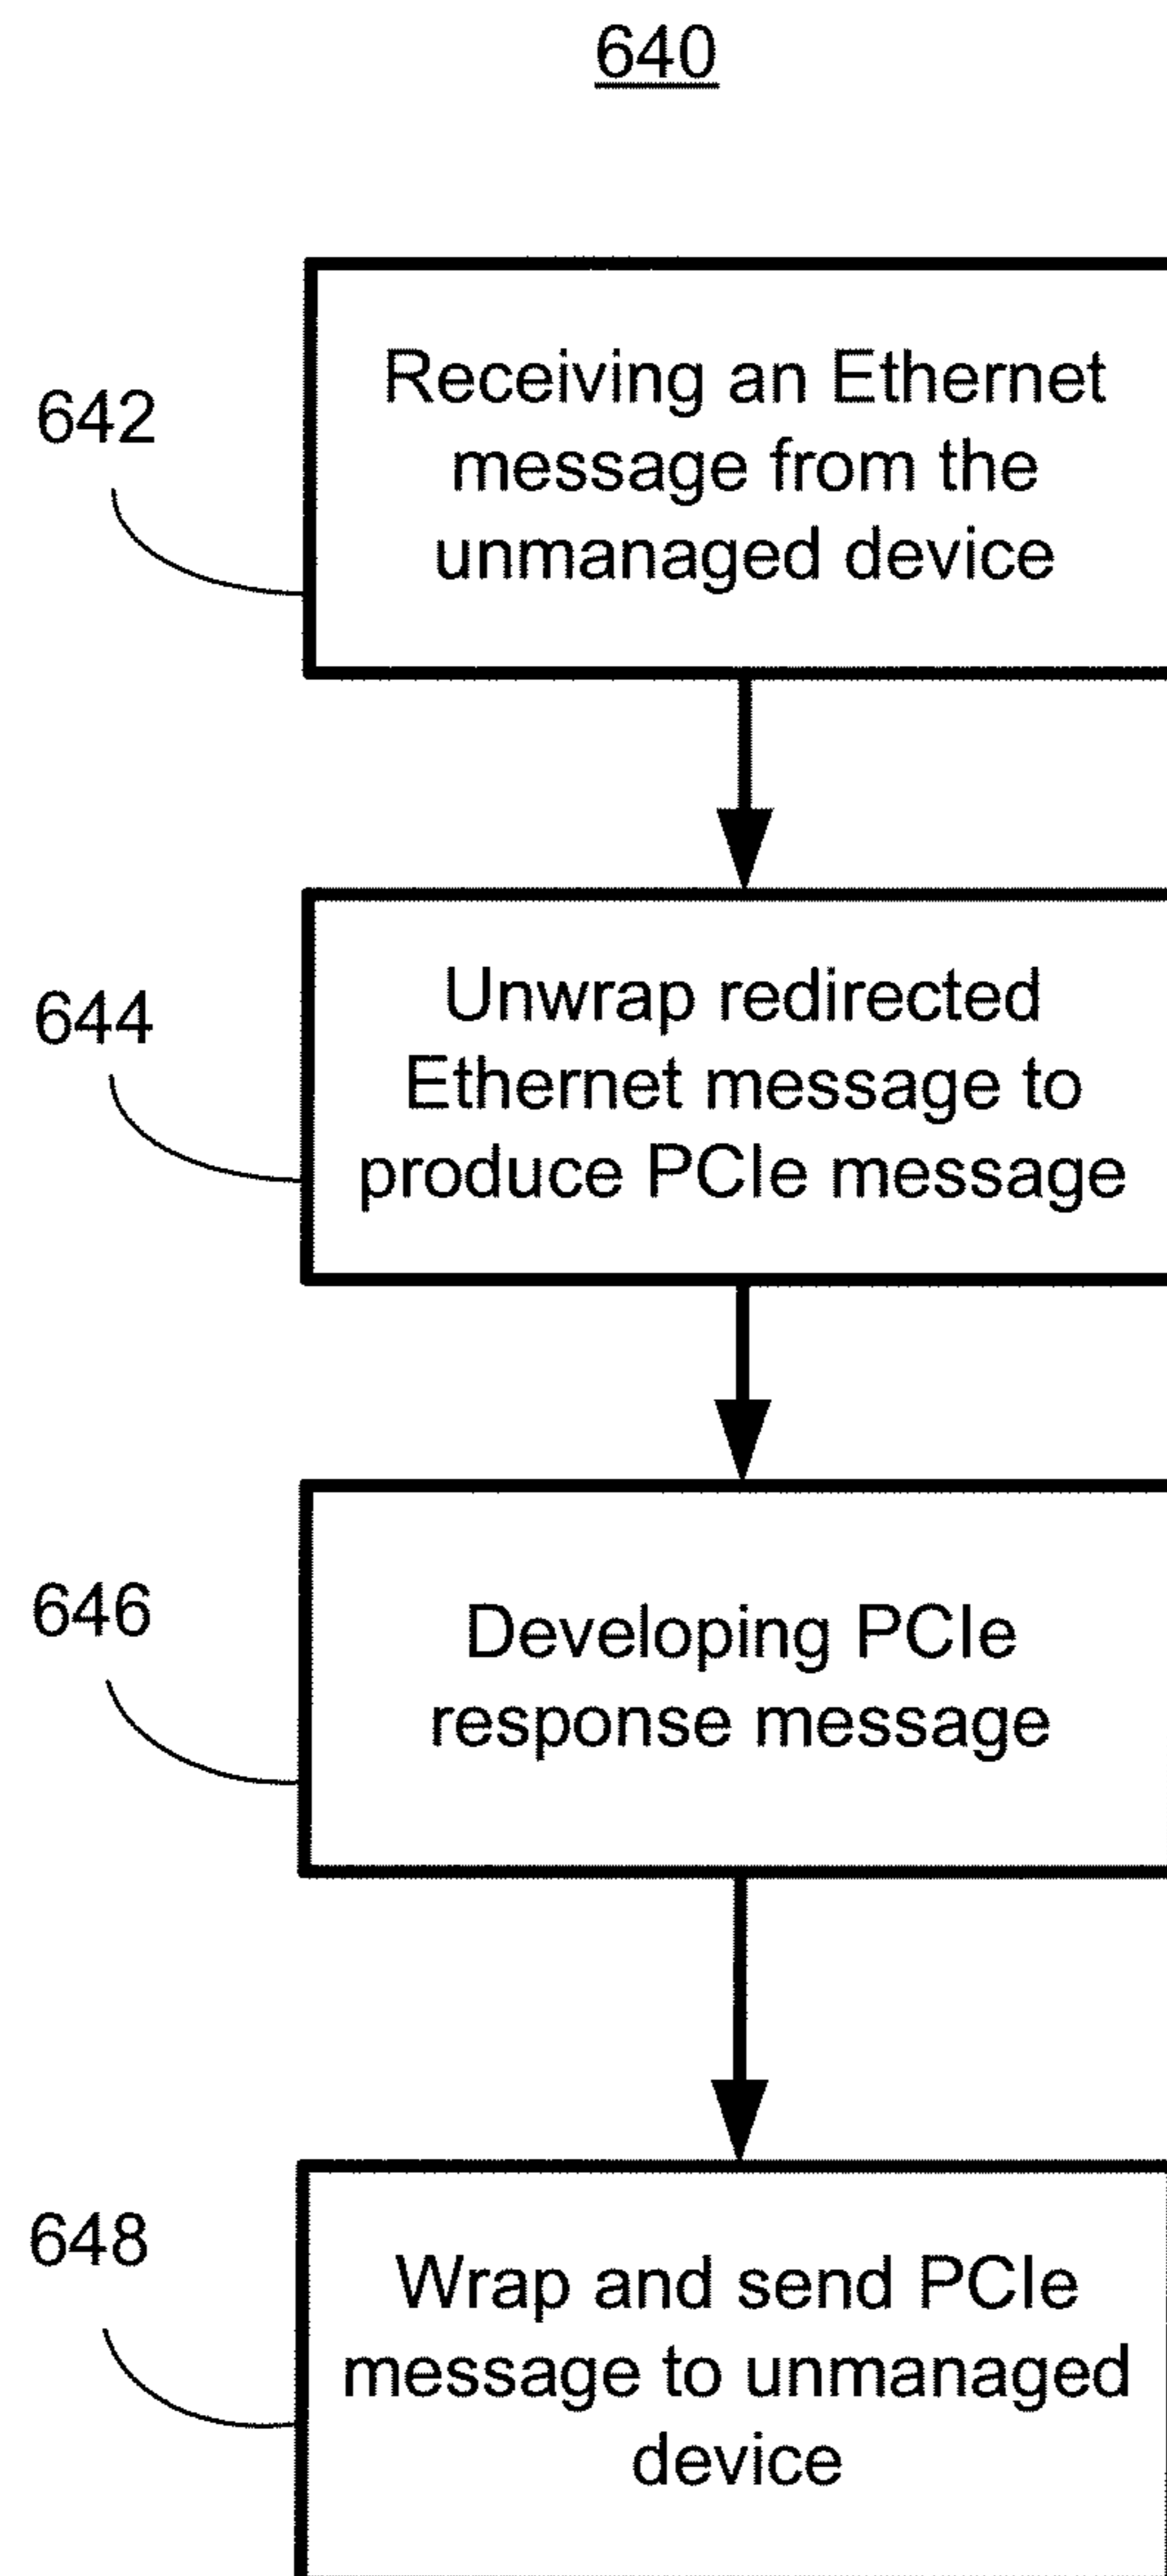 640
642
Receiving an Ethernet
message from the
unmanaged device
644
Unwrap redirected
Ethernet message to
produce PCIe message
646
Developing PCIe
response message
648
Wrap and send PCIe
message to unmanaged
device